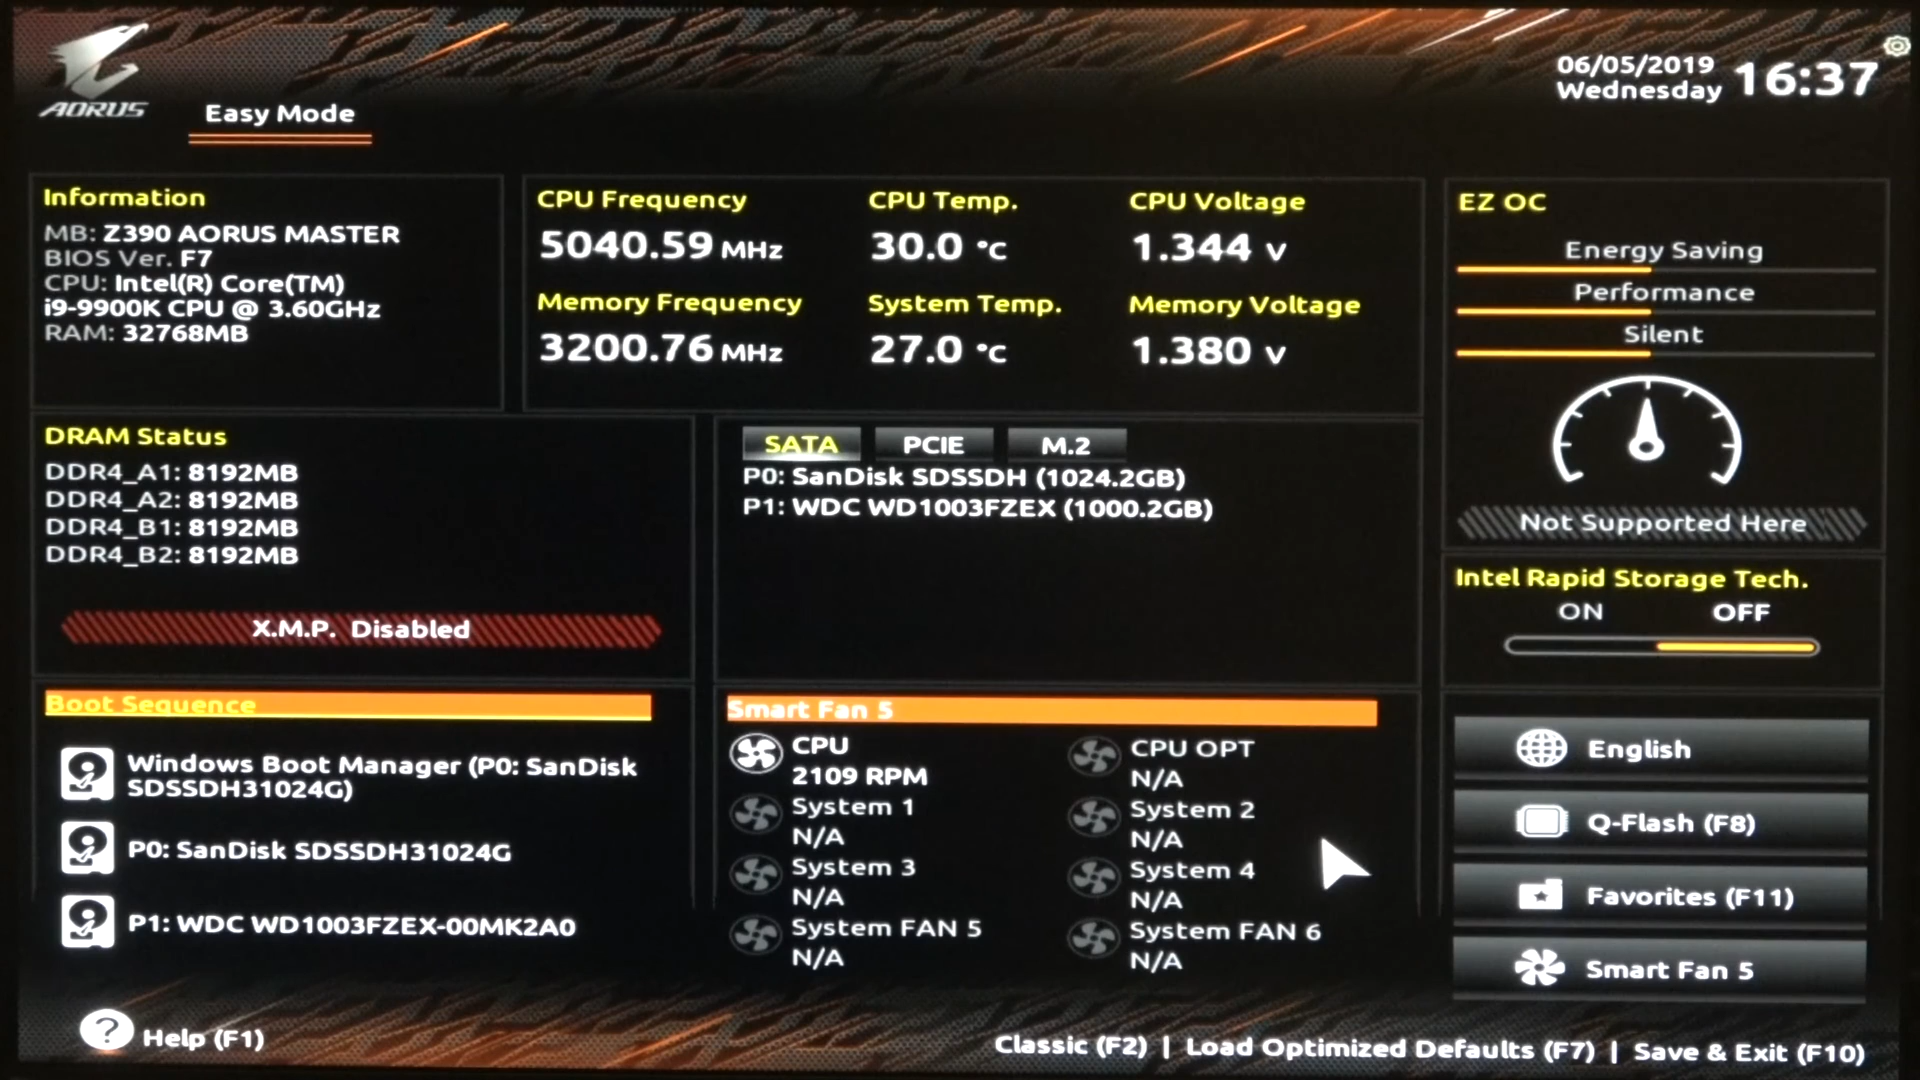 AORUS
Easy Mode
06/05/2019
Wednesday
16:37
Information
MB: Z390 AORUS MASTER
BIOS Ver. F7
CPU: Intel(R) Core(TM)
i9-9900K CPU @ 3.60GHz
RAM: 32768MB
CPU Frequency
5040.59 MHz
CPU Temp.
30.0 °C
CPU Voltage
1.344 V
Memory Frequency
3200.76 MHz
System Temp.
27.0 °C
Memory Voltage
1.380 V
EZ OC
Energy Saving
Performance
Silent
Not Supported Here
DRAM Status
DDR4_A1: 8192MB
DDR4_A2: 8192MB
DDR4_B1: 8192MB
DDR4_B2: 8192MB
X.M.P. Disabled
SATA
PCIE
M.2
P0: SanDisk SDSSDH (1024.2GB)
P1: WDC WD1003FZEX (1000.2GB)
Intel Rapid Storage Tech.
ON
OFF
Boot Sequence
Windows Boot Manager (P0: SanDisk
SDSSDH31024G)
P0: SanDisk SDSSDH31024G
P1: WDC WD1003FZEX-00MK2A0
Smart Fan 5
CPU
2109 RPM
CPU OPT
N/A
System 1
N/A
System 2
N/A
System 3
N/A
System 4
N/A
System FAN 5
N/A
System FAN 6
N/A
English
Q-Flash (F8)
Favorites (F11)
Smart Fan 5
Help (F1)
Classic (F2) | Load Optimized Defaults (F7) | Save & Exit (F10)